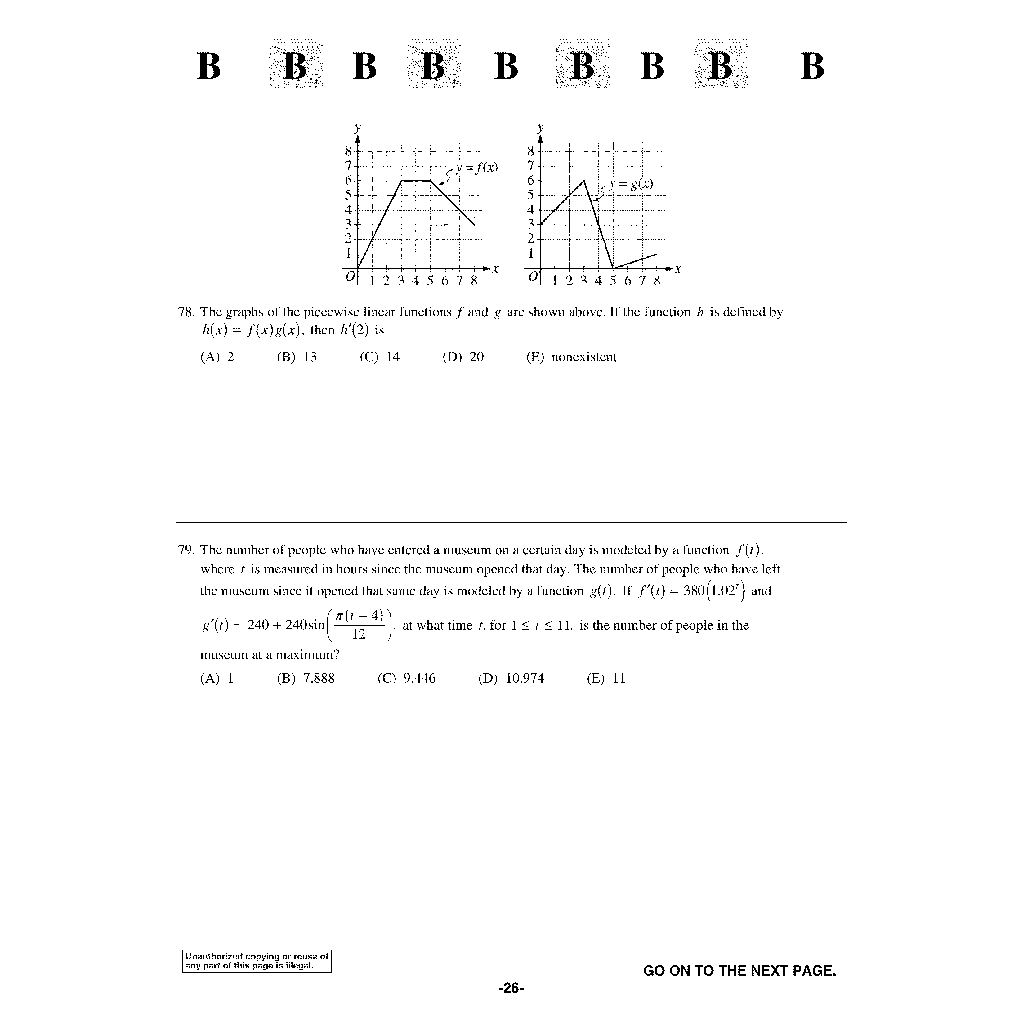 B B B B B B B B B
y y
8 8
7 y = f(x) 7
6 6 y = g(x)
5 5
4 4
3 3
2 2
1 1
O 1 2 3 4 5 6 7 8 x O 1 2 3 4 5 6 7 8 x
78. The graphs of the piecewise linear functions f and g are shown above. If the function h is defined by
h(x) = f(x)g(x), then h′(2) is
(A) 2 (B) 13 (C) 14 (D) 20 (E) nonexistent
79. The number of people who have entered a museum on a certain day is modeled by a function f(t),
where t is measured in hours since the museum opened that day. The number of people who have left
the museum since it opened that same day is modeled by a function g(t). If f′(t) = 380(1.02^t) and
g′(t) = 240 + 240sin(π(t − 4)/12), at what time t, for 1 ≤ t ≤ 11, is the number of people in the
museum at a maximum?
(A) 1 (B) 7.888 (C) 9.446 (D) 10.974 (E) 11
Unauthorized copying or reuse of
any part of this page is illegal.
GO ON TO THE NEXT PAGE.
-26-